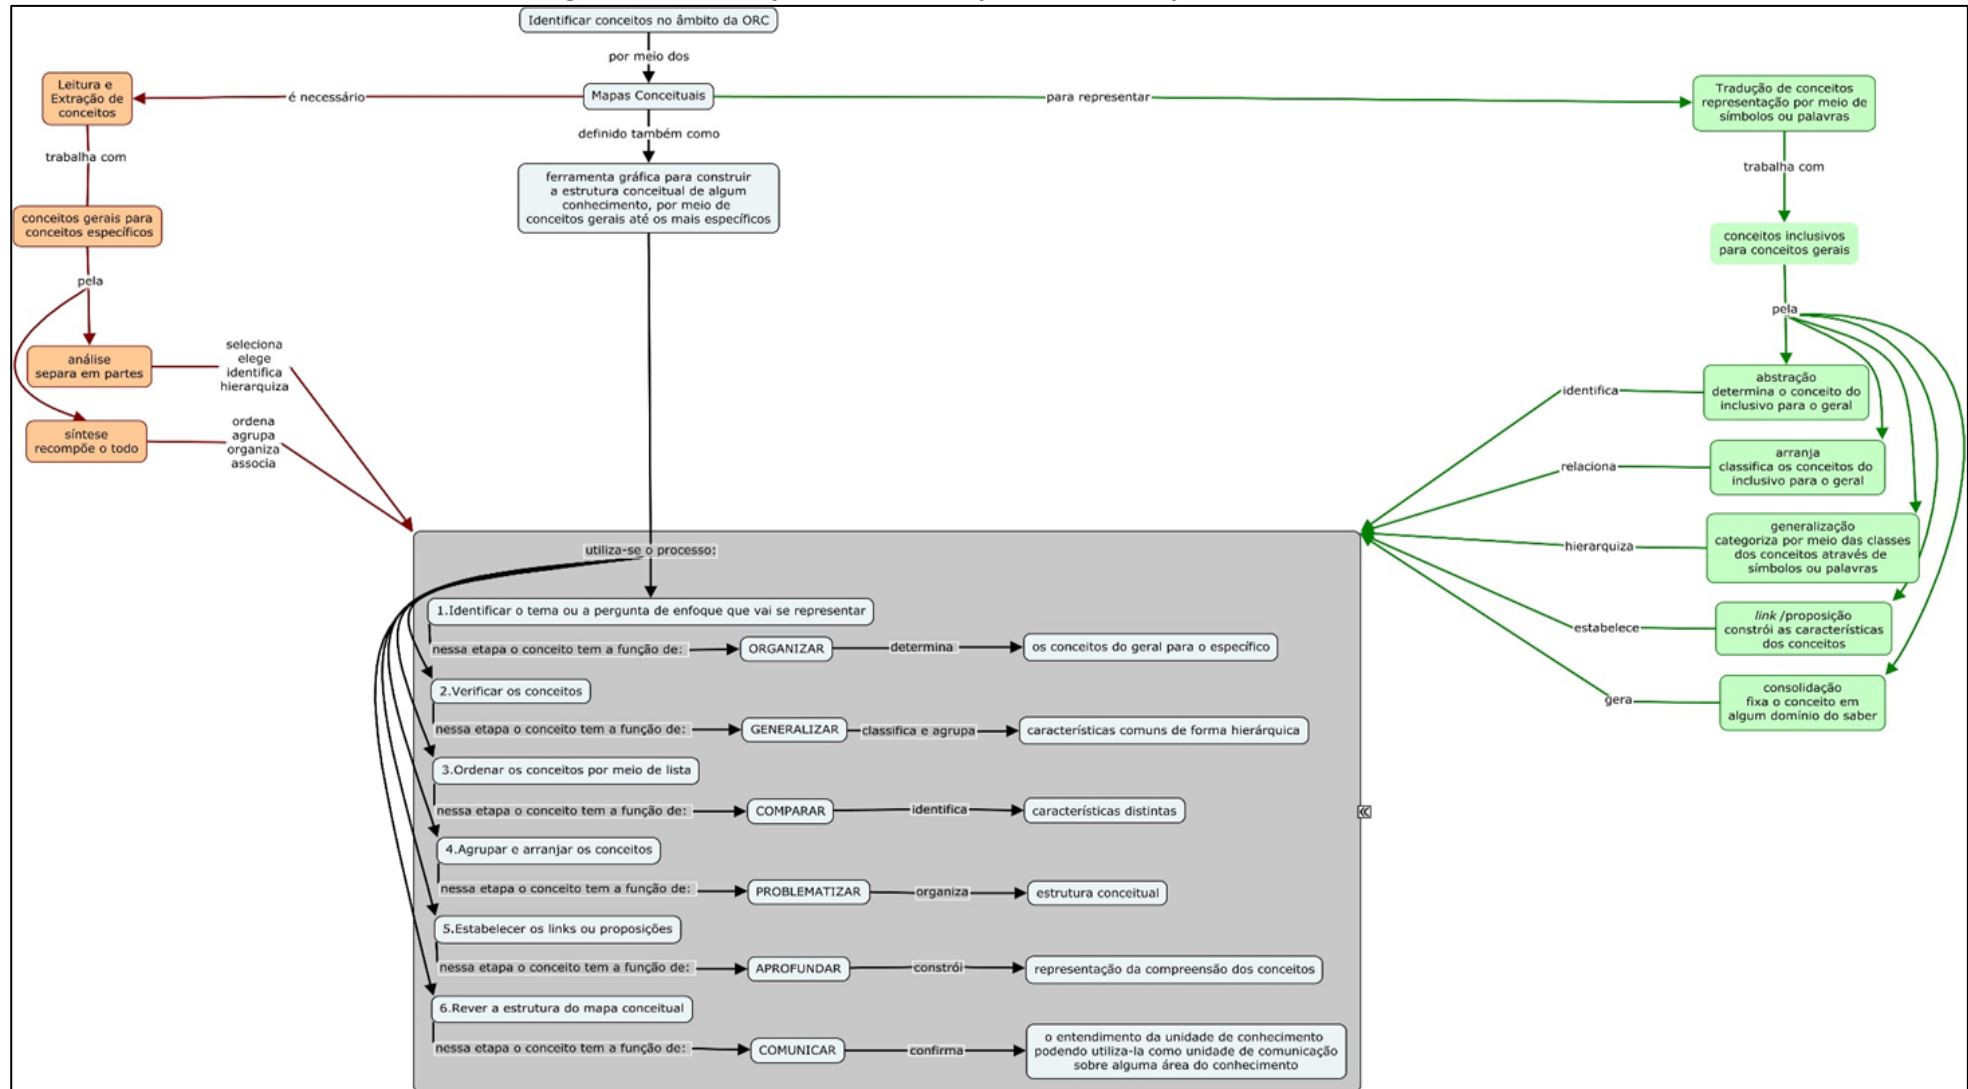 Identificar conceitos no âmbito da ORC
por meio dos
Mapas Conceituais
é necessário
para representar
Leitura e
Extração de
conceitos
trabalha com
conceitos gerais para
conceitos específicos
pela
análise
separa em partes
seleciona
elege
identifica
hierarquiza
síntese
recompõe o todo
ordena
agrupa
organiza
associa
definido também como
ferramenta gráfica para construir
a estrutura conceitual de algum
conhecimento, por meio de
conceitos gerais até os mais específicos
Tradução de conceitos
representação por meio de
símbolos ou palavras
trabalha com
conceitos inclusivos
para conceitos gerais
pela
abstração
determina o conceito do
inclusivo para o geral
identifica
arranja
classifica os conceitos do
inclusivo para o geral
relaciona
generalização
categoriza por meio das classes
dos conceitos através de
símbolos ou palavras
hierarquiza
link /proposição
constrói as características
dos conceitos
estabelece
consolidação
fixa o conceito em
algum domínio do saber
gera
utiliza-se o processo:
1.Identificar o tema ou a pergunta de enfoque que vai se representar
nessa etapa o conceito tem a função de: ORGANIZAR determina os conceitos do geral para o específico
2.Verificar os conceitos
nessa etapa o conceito tem a função de: GENERALIZAR classifica e agrupa características comuns de forma hierárquica
3.Ordenar os conceitos por meio de lista
nessa etapa o conceito tem a função de: COMPARAR identifica características distintas
4.Agrupar e arranjar os conceitos
nessa etapa o conceito tem a função de: PROBLEMATIZAR organiza estrutura conceitual
5.Estabelecer os links ou proposições
nessa etapa o conceito tem a função de: APROFUNDAR constrói representação da compreensão dos conceitos
6.Rever a estrutura do mapa conceitual
nessa etapa o conceito tem a função de: COMUNICAR confirma
o entendimento da unidade de conhecimento
podendo utiliza-la como unidade de comunicação
sobre alguma área do conhecimento